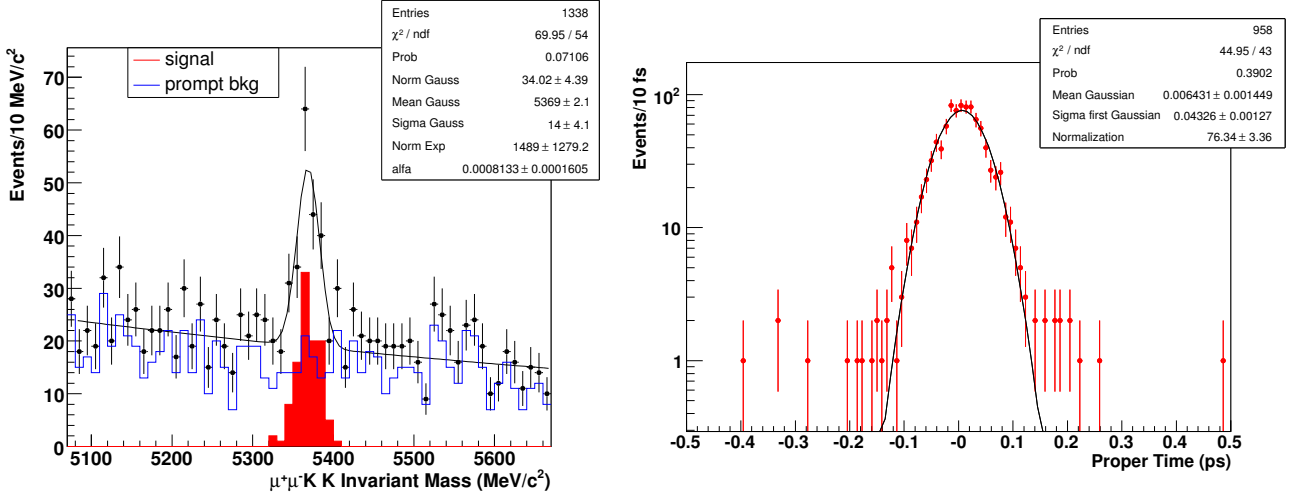 Entries 1338
χ² / ndf 69.95 / 54
Prob 0.07106
Norm Gauss 34.02 ± 4.39
Mean Gauss 5369 ± 2.1
Sigma Gauss 14 ± 4.1
Norm Exp 1489 ± 1279.2
alfa 0.0008133 ± 0.0001605
signal
prompt bkg
Events/10 MeV/c²
70
60
50
40
30
20
10
0
5100 5200 5300 5400 5500 5600
μ⁺μ⁻K K Invariant Mass (MeV/c²)
Entries 958
χ² / ndf 44.95 / 43
Prob 0.3902
Mean Gaussian 0.006431 ± 0.001449
Sigma first Gaussian 0.04326 ± 0.00127
Normalization 76.34 ± 3.36
Events/10 fs
10²
10
1
-0.5 -0.4 -0.3 -0.2 -0.1 -0 0.1 0.2 0.3 0.4 0.5
Proper Time (ps)